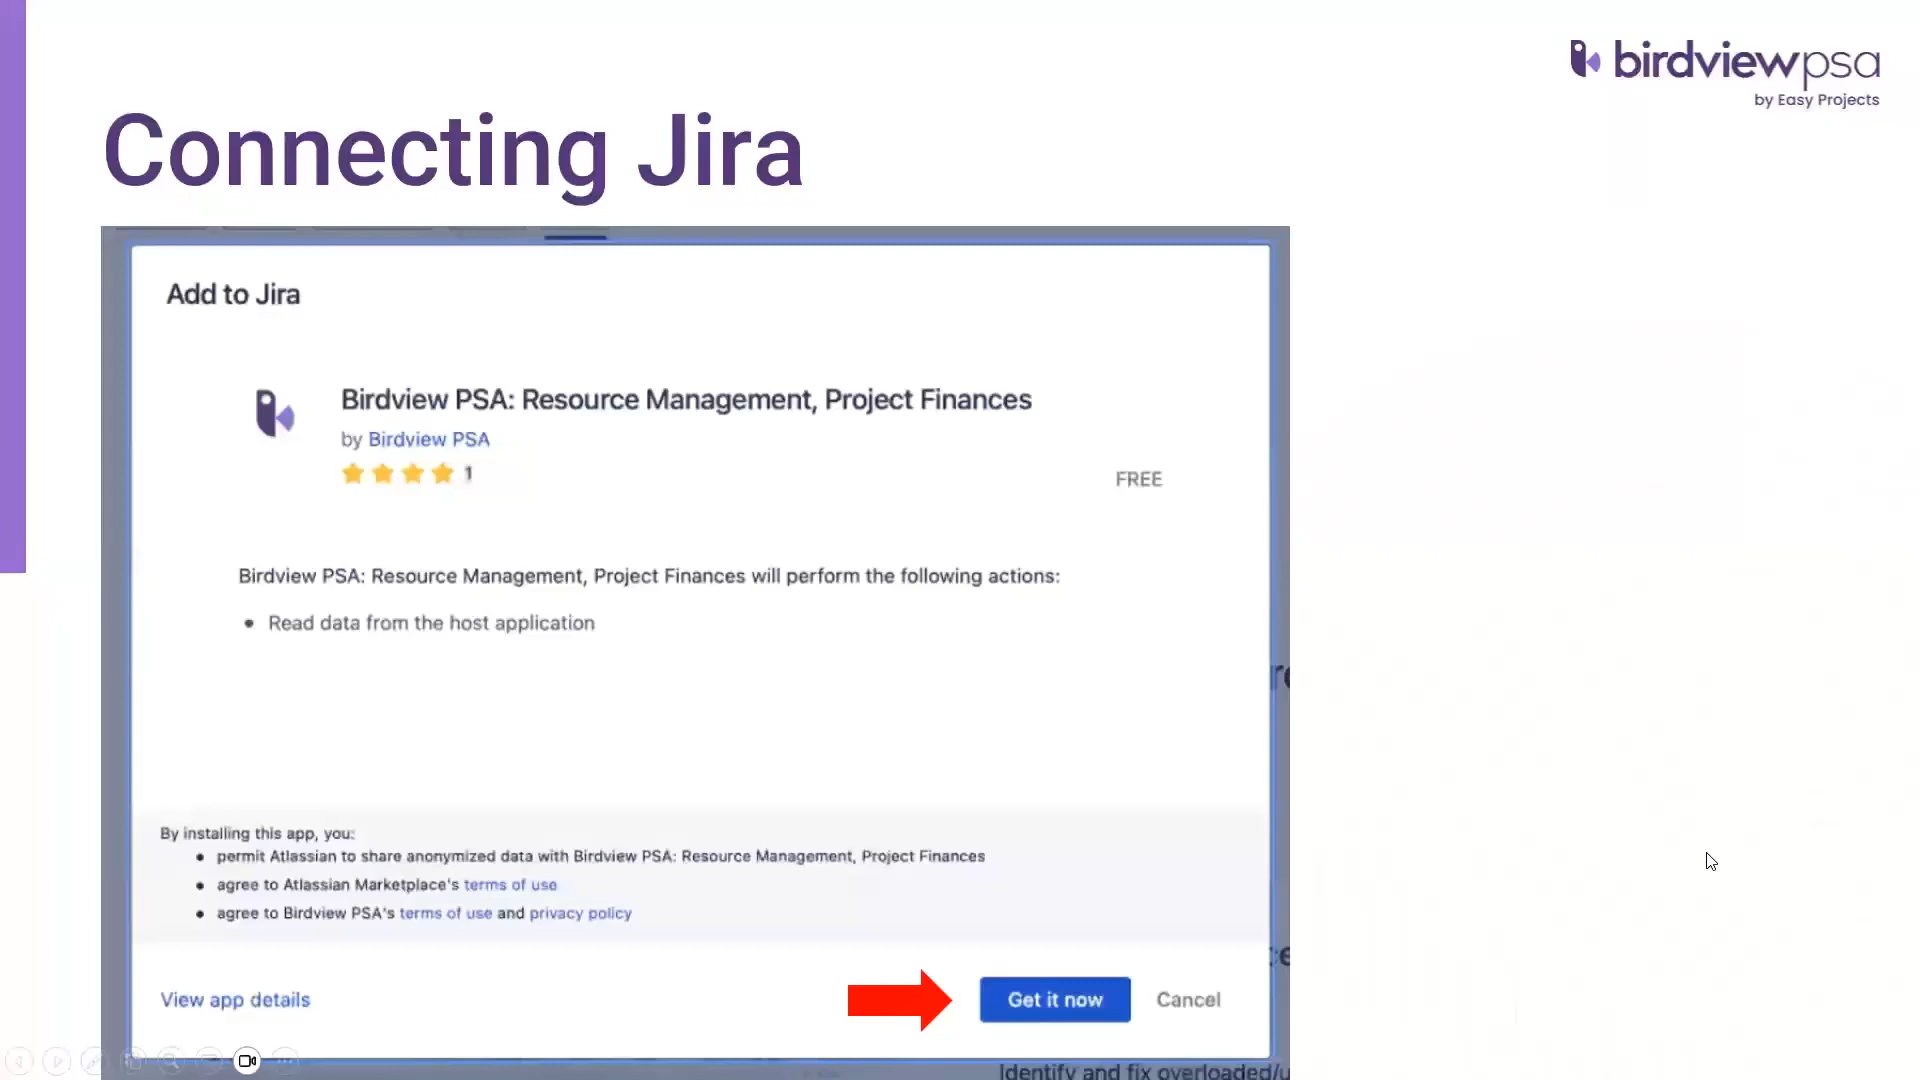 birdviewpsa
by Easy Projects
Connecting Jira
Add to Jira
Birdview PSA: Resource Management, Project Finances
by Birdview PSA
1
FREE
Birdview PSA: Resource Management, Project Finances will perform the following actions:
• Read data from the host application
By installing this app, you:
• permit Atlassian to share anonymized data with Birdview PSA: Resource Management, Project Finances
• agree to Atlassian Marketplace's terms of use
• agree to Birdview PSA's terms of use and privacy policy
View app details
Get it now
Cancel
Identify and fix overloaded/u